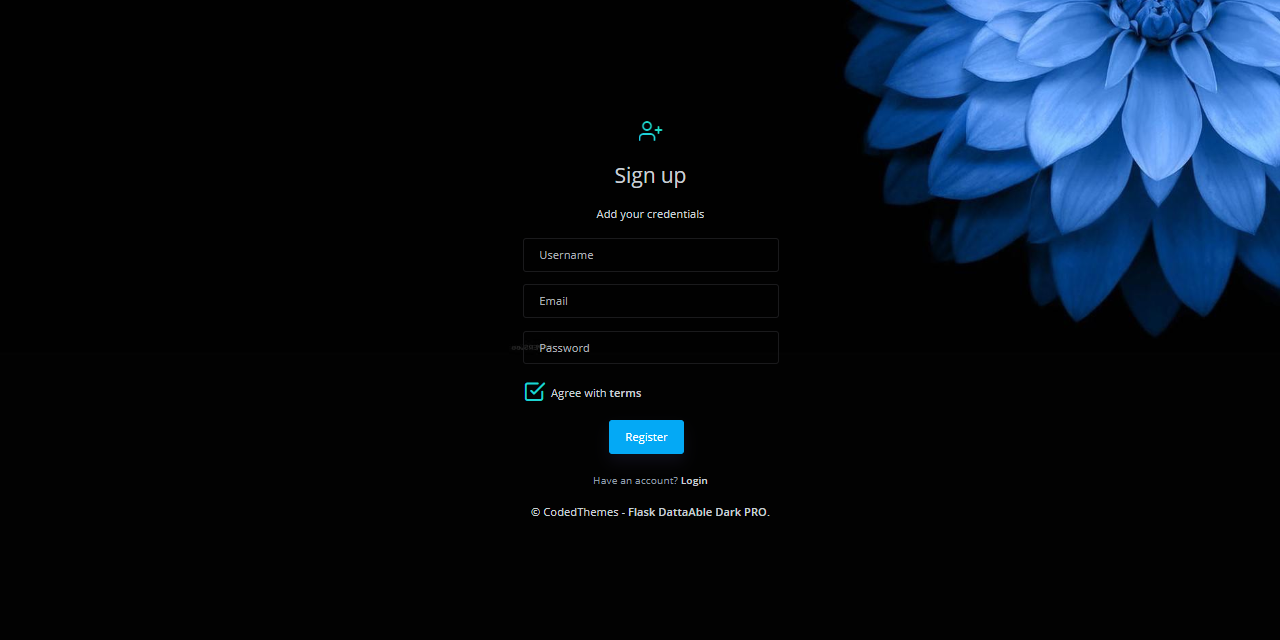 Sign up
Add your credentials
Username
Email
Password
Agree with terms
Register
Have an account? Login
© CodedThemes - Flask DattaAble Dark PRO.